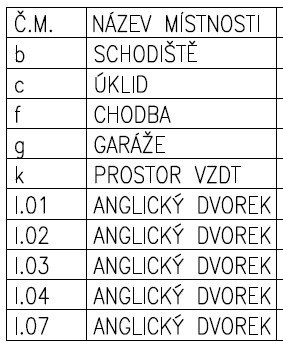 Č.M. NÁZEV MÍSTNOSTI
b SCHODIŠTĚ
c ÚKLID
f CHODBA
g GARÁŽE
k PROSTOR VZDT
I.01 ANGLICKÝ DVOREK
I.02 ANGLICKÝ DVOREK
I.03 ANGLICKÝ DVOREK
I.04 ANGLICKÝ DVOREK
I.07 ANGLICKÝ DVOREK